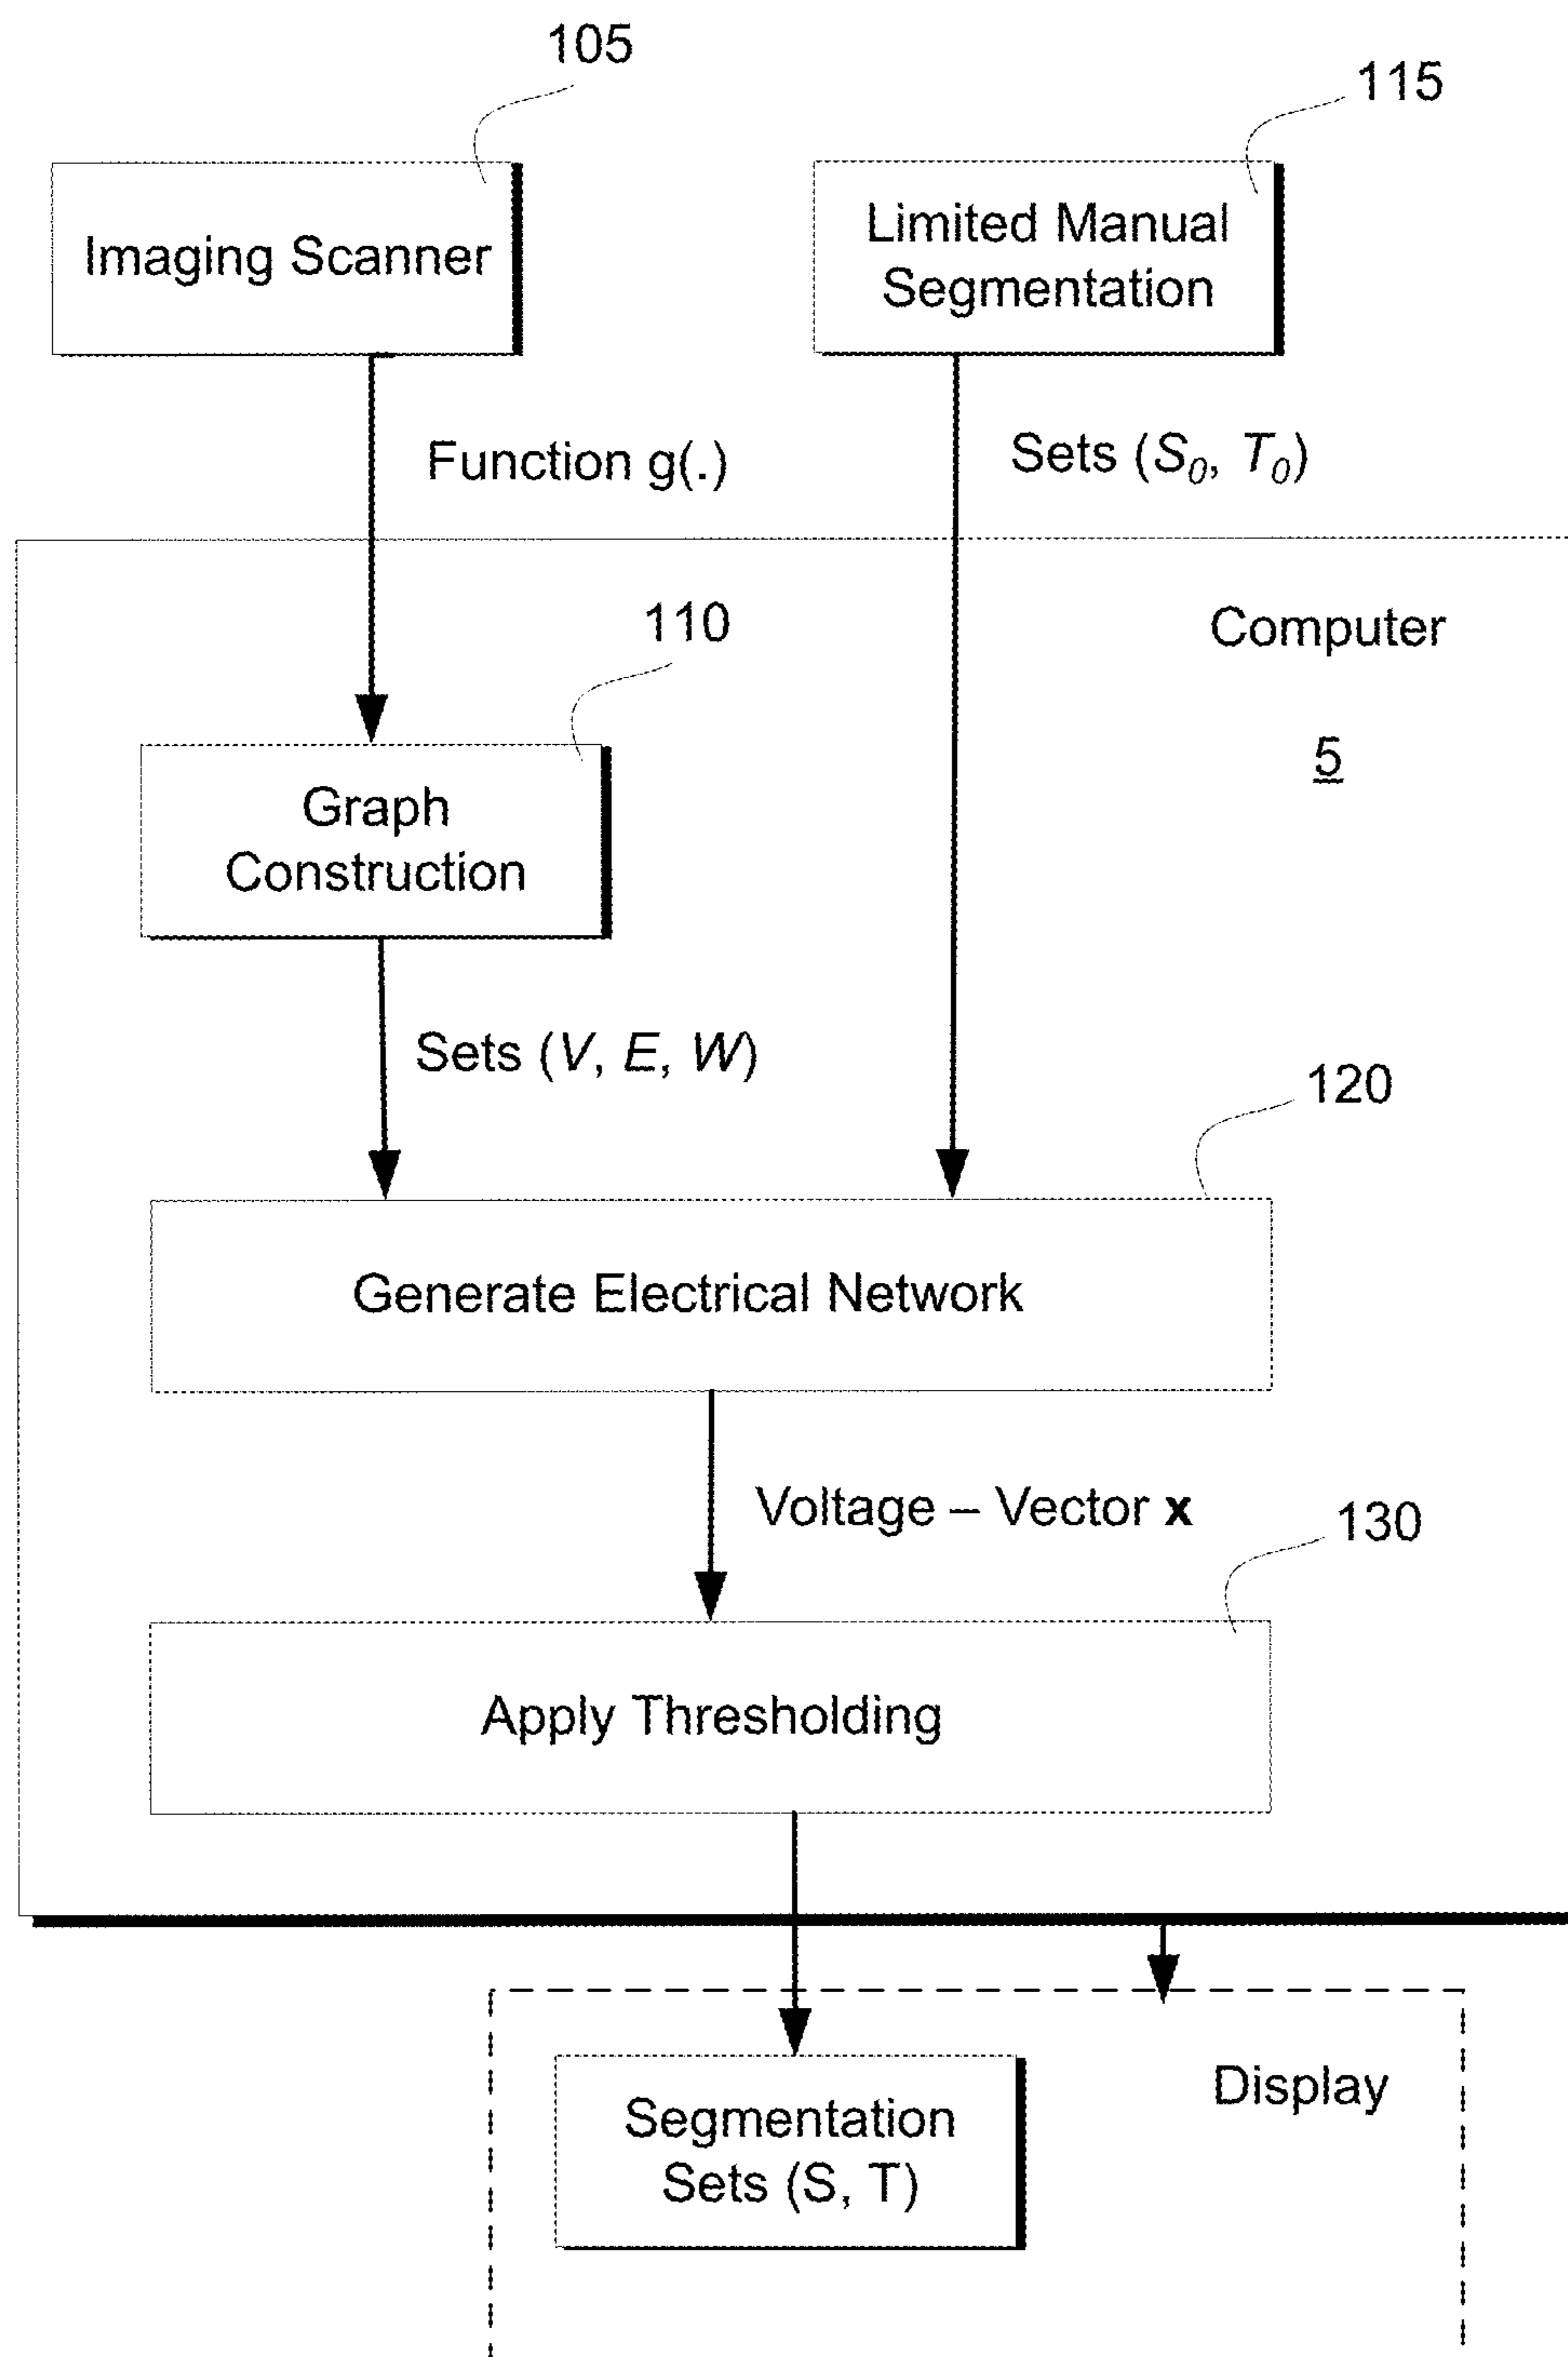 105
115
Imaging Scanner
Limited Manual
Segmentation
Function g(.)
Sets (S₀, T₀)
Computer
5
110
Graph
Construction
Sets (V, E, W)
120
Generate Electrical Network
Voltage – Vector x
130
Apply Thresholding
Display
Segmentation
Sets (S, T)